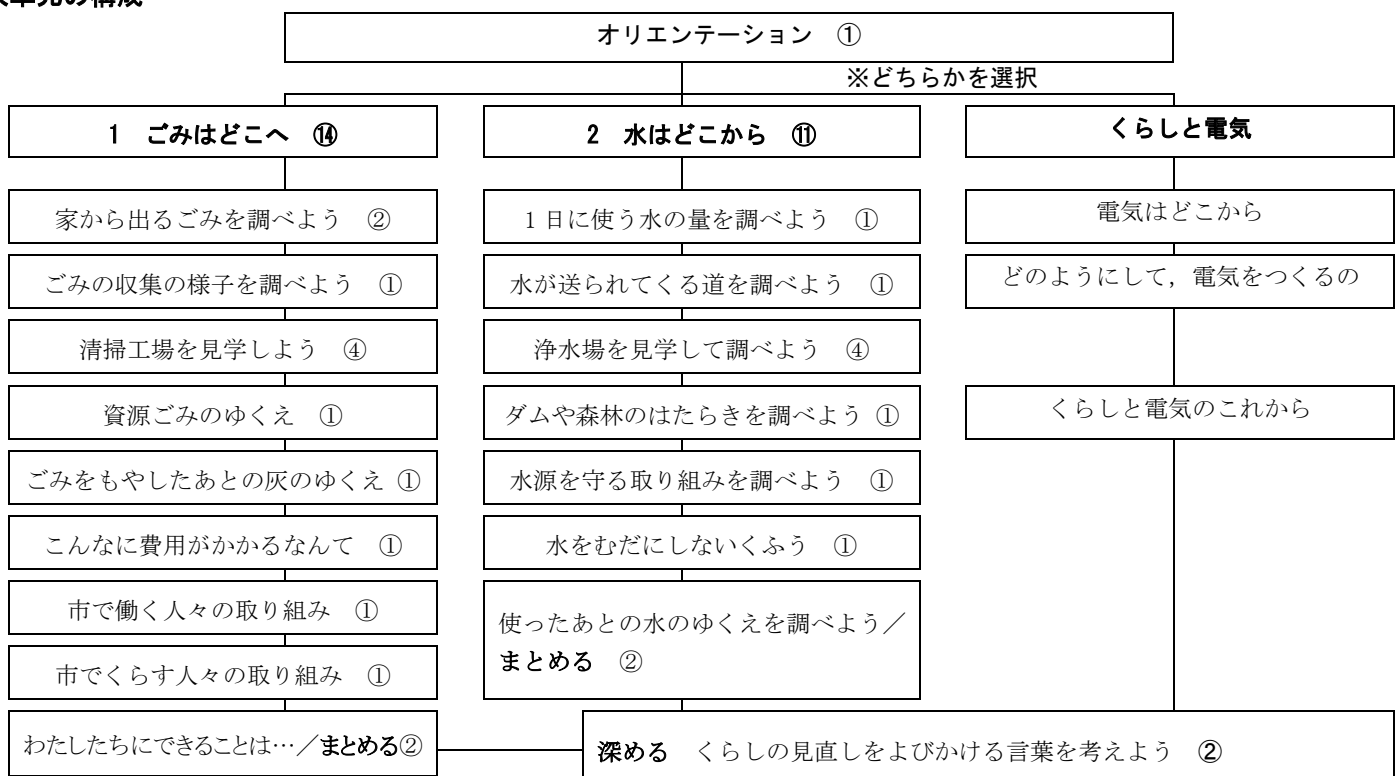 オリエンテーション ①
※どちらかを選択
1 ごみはどこへ ⑭
家から出るごみを調べよう ②
ごみの収集の様子を調べよう ①
清掃工場を見学しよう ④
資源ごみのゆくえ ①
ごみをもやしたあとの灰のゆくえ ①
こんなに費用がかかるなんて ①
市で働く人々の取り組み ①
市でくらす人々の取り組み ①
わたしたちにできることは…／まとめる②
2 水はどこから ⑪
1日に使う水の量を調べよう ①
水が送られてくる道を調べよう ①
浄水場を見学して調べよう ④
ダムや森林のはたらきを調べよう ①
水源を守る取り組みを調べよう ①
水をむだにしないくふう ①
使ったあとの水のゆくえを調べよう／
まとめる ②
くらしと電気
電気はどこから
どのようにして，電気をつくるの
くらしと電気のこれから
深める くらしの見直しをよびかける言葉を考えよう ②